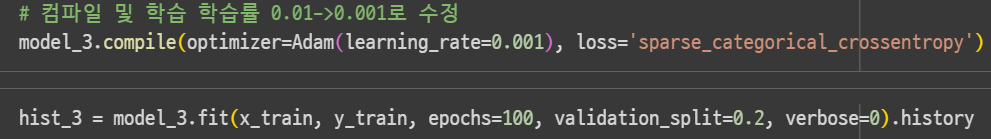 # 컴파일 및 학습 학습률 0.01->0.001로 수정
model_3.compile(optimizer=Adam(learning_rate=0.001), loss='sparse_categorical_crossentropy')
hist_3 = model_3.fit(x_train, y_train, epochs=100, validation_split=0.2, verbose=0).history